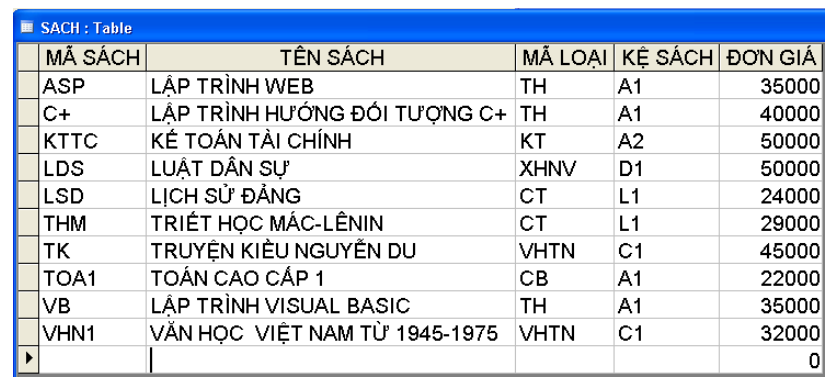 SACH : Table
MÃ SÁCH TÊN SÁCH MÃ LOẠI KỆ SÁCH ĐƠN GIÁ
ASP LẬP TRÌNH WEB TH A1 35000
C+ LẬP TRÌNH HƯỚNG ĐỐI TƯỢNG C+ TH A1 40000
KTTC KẾ TOÁN TÀI CHÍNH KT A2 50000
LDS LUẬT DÂN SỰ XHNV D1 50000
LSD LỊCH SỬ ĐẢNG CT L1 24000
THM TRIẾT HỌC MÁC-LÊNIN CT L1 29000
TK TRUYỆN KIỀU NGUYỄN DU VHTN C1 45000
TOA1 TOÁN CAO CẤP 1 CB A1 22000
VB LẬP TRÌNH VISUAL BASIC TH A1 35000
VHN1 VĂN HỌC VIỆT NAM TỪ 1945-1975 VHTN C1 32000
0